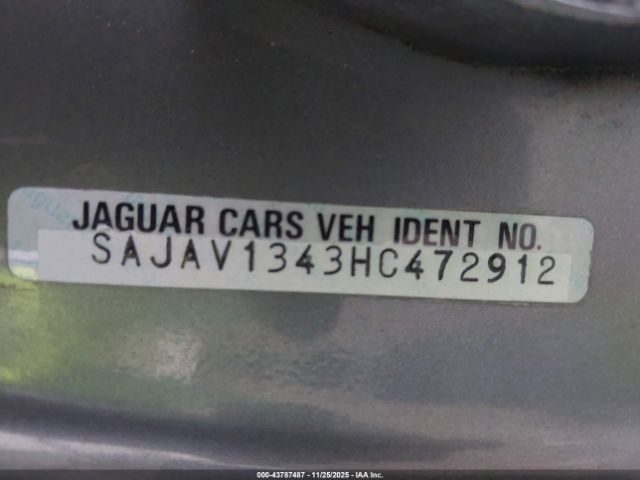 JAGUAR CARS VEH IDENT NO.
SAJAV1343HC472912
000-43787487 - 11/25/2025 - IAA Inc.